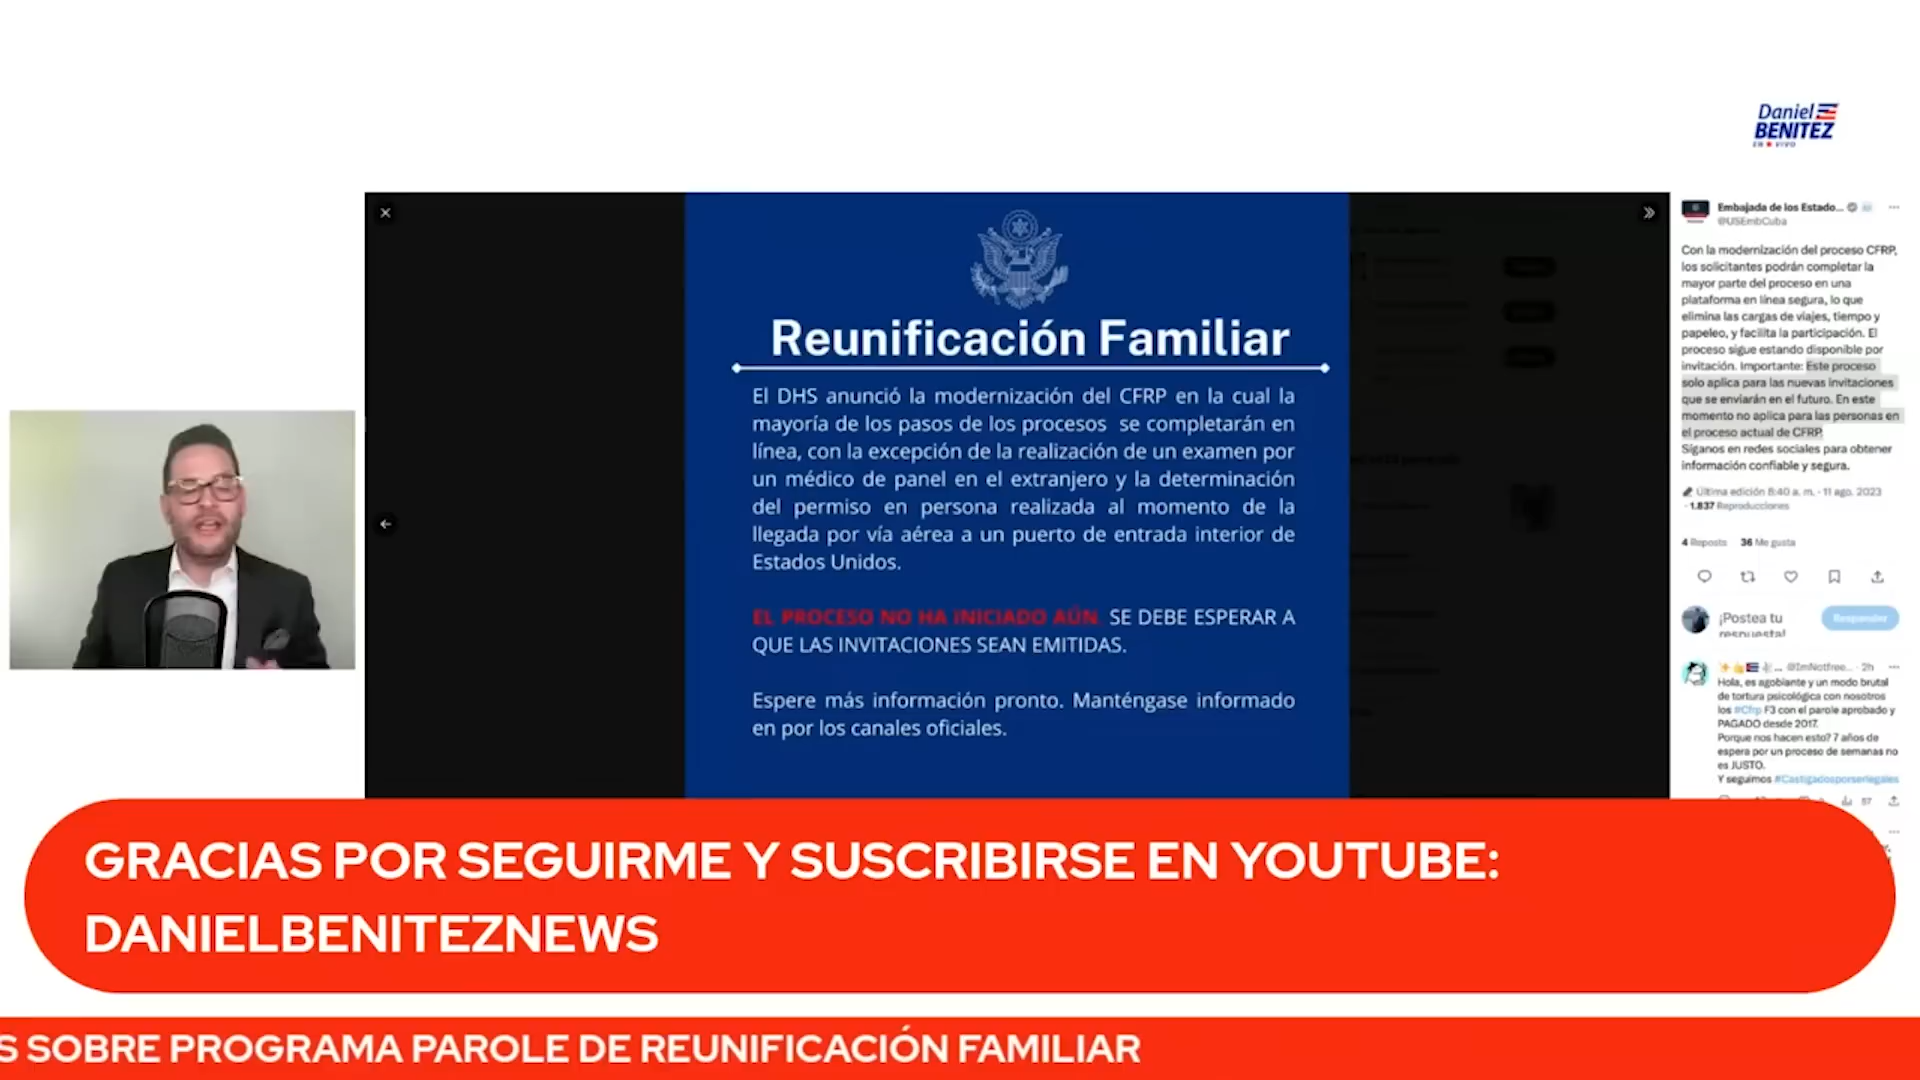 Daniel
BENITEZ
EN VIVO
Reunificación Familiar
El DHS anunció la modernización del CFRP en la cual la
mayoría de los pasos de los procesos se completarán en
línea, con la excepción de la realización de un examen por
un médico de panel en el extranjero y la determinación
del permiso en persona realizada al momento de la
llegada por vía aérea a un puerto de entrada interior de
Estados Unidos.
EL PROCESO NO HA INICIADO AÚN. SE DEBE ESPERAR A
QUE LAS INVITACIONES SEAN EMITIDAS.
Espere más información pronto. Manténgase informado
en por los canales oficiales.
Embajada de los Estado...
@USEmbCuba
Con la modernización del proceso CFRP,
los solicitantes podrán completar la
mayor parte del proceso en una
plataforma en línea segura, lo que
elimina las cargas de viajes, tiempo y
papeleo, y facilita la participación. El
proceso sigue estando disponible por
invitación. Importante: Este proceso
solo aplica para las nuevas invitaciones
que se enviarán en el futuro. En este
momento no aplica para las personas en
el proceso actual de CFRP.
Síganos en redes sociales para obtener
información confiable y segura.
Última edición 8:40 a. m. · 11 ago. 2023
· 1.837 Reproducciones
4 Reposts 36 Me gusta
¡Postea tu
respuesta!
Responder
... @ImNotfree... · 2h
Hola, es agobiante y un modo brutal
de tortura psicológica con nosotros
los #Cfrp F3 con el parole aprobado y
PAGADO desde 2017.
Porque nos hacen esto? 7 años de
espera por un proceso de semanas no
es JUSTO.
Y seguimos #Castigadosporserlegales
57
GRACIAS POR SEGUIRME Y SUSCRIBIRSE EN YOUTUBE:
DANIELBENITEZNEWS
S SOBRE PROGRAMA PAROLE DE REUNIFICACIÓN FAMILIAR